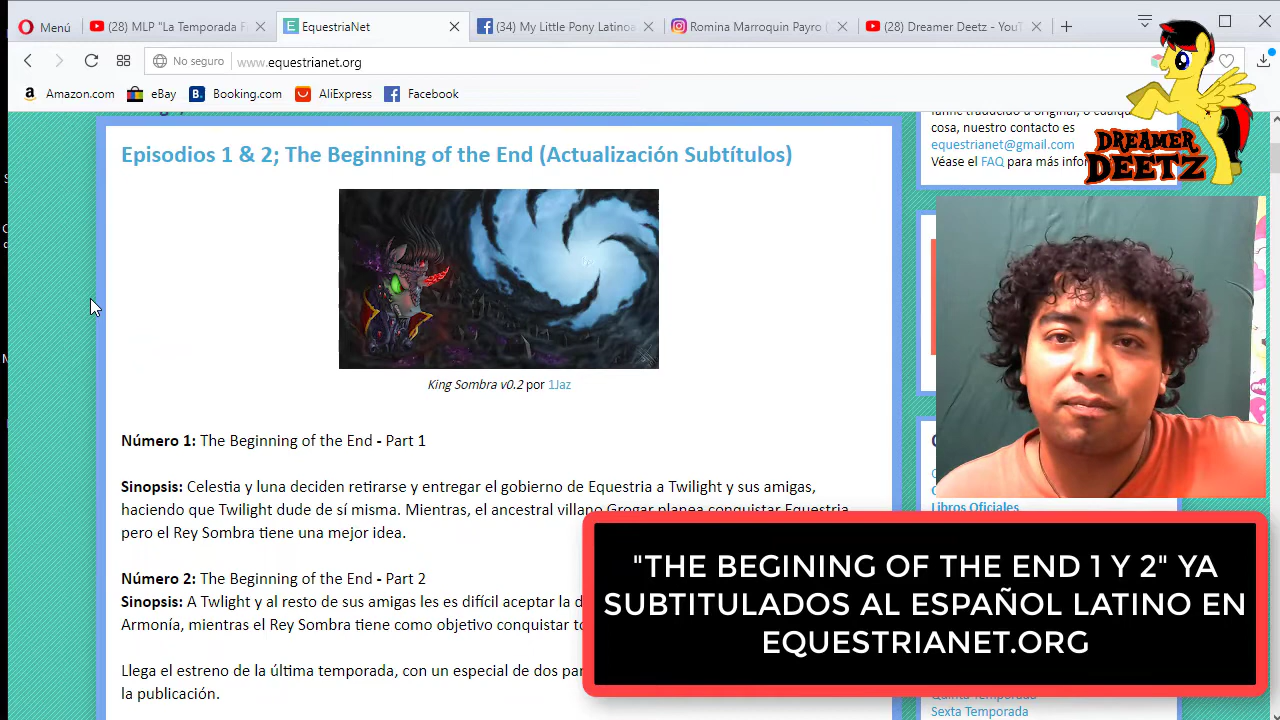 Menú
(28) MLP "La Temporada F
EquestriaNet
(34) My Little Pony Latinoa
Romina Marroquin Payro (
(28) Dreamer Deetz - YouT
No seguro
www.equestrianet.org
Amazon.com
eBay
Booking.com
AliExpress
Facebook
DREAMER
DEETZ
cosa, nuestro contacto es
equestrianet@gmail.com
Véase el FAQ para más infor
Episodios 1 & 2; The Beginning of the End (Actualización Subtítulos)
King Sombra v0.2 por 1Jaz
Número 1: The Beginning of the End - Part 1
Sinopsis: Celestia y luna deciden retirarse y entregar el gobierno de Equestria a Twilight y sus amigas,
haciendo que Twilight dude de sí misma. Mientras, el ancestral villano Grogar planea conquistar Equestria,
pero el Rey Sombra tiene una mejor idea.
Número 2: The Beginning of the End - Part 2
Sinopsis: A Twlight y al resto de sus amigas les es difícil aceptar la d
Armonía, mientras el Rey Sombra tiene como objetivo conquistar to
Llega el estreno de la última temporada, con un especial de dos par
la publicación.
Libros Oficiales
"THE BEGINING OF THE END 1 Y 2" YA
SUBTITULADOS AL ESPAÑOL LATINO EN
EQUESTRIANET.ORG
Quinta Temporada
Sexta Temporada